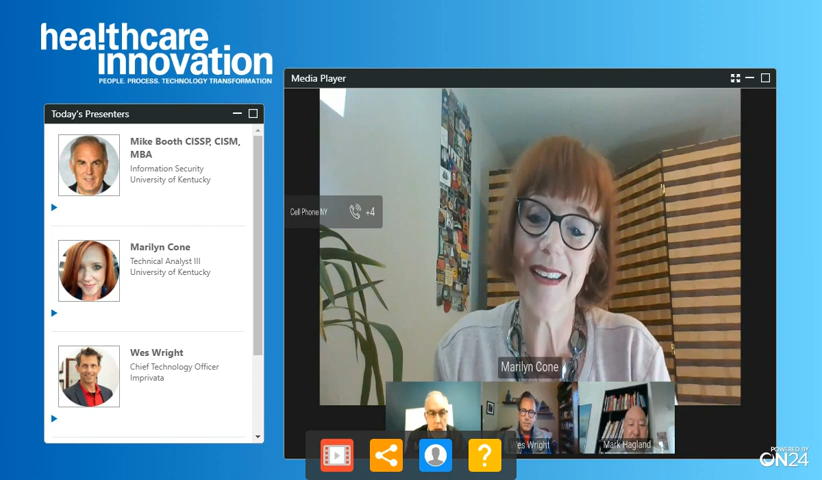 healthcare
innovation
PEOPLE. PROCESS. TECHNOLOGY TRANSFORMATION
Today's Presenters
Mike Booth CISSP, CISM,
MBA
Information Security
University of Kentucky
Marilyn Cone
Technical Analyst III
University of Kentucky
Wes Wright
Chief Technology Officer
Imprivata
Media Player
Cell Phone NY
+4
Marilyn Cone
Wes Wright
Mark Hagland
?
POWERED BY
ON24